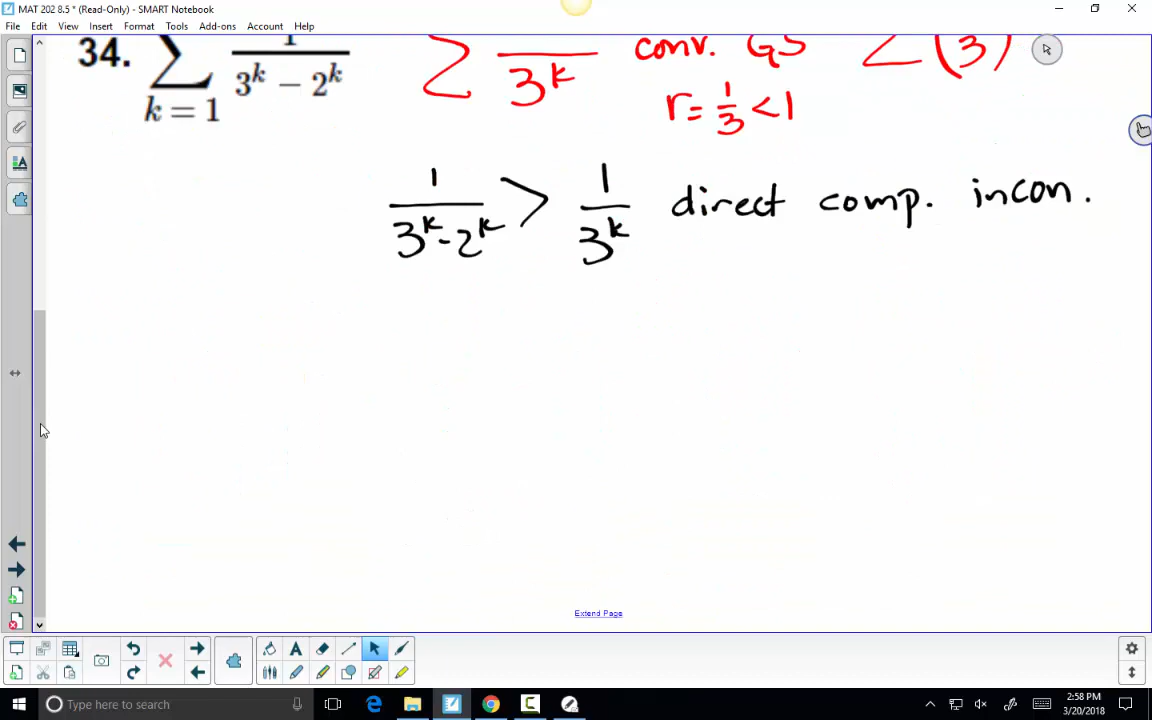 MAT 202 8.5 * (Read-Only) - SMART Notebook
File Edit View Insert Format Tools Add-ons Account Help
34. ∑ k = 1 1 / (3^k − 2^k)
∑ / 3^k conv. GS ∑ (3)
r = 1/3 < 1
1 / (3^k - 2^k) > 1 / 3^k direct comp. incon.
Extend Page
Type here to search
2:58 PM
3/20/2018